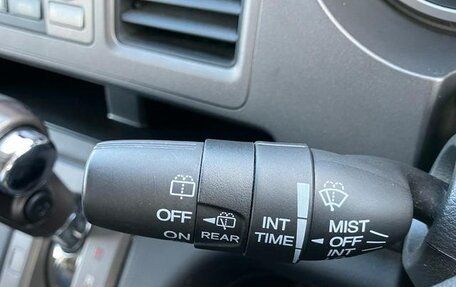 OFF
ON
REAR
INT
TIME
MIST
OFF
INT